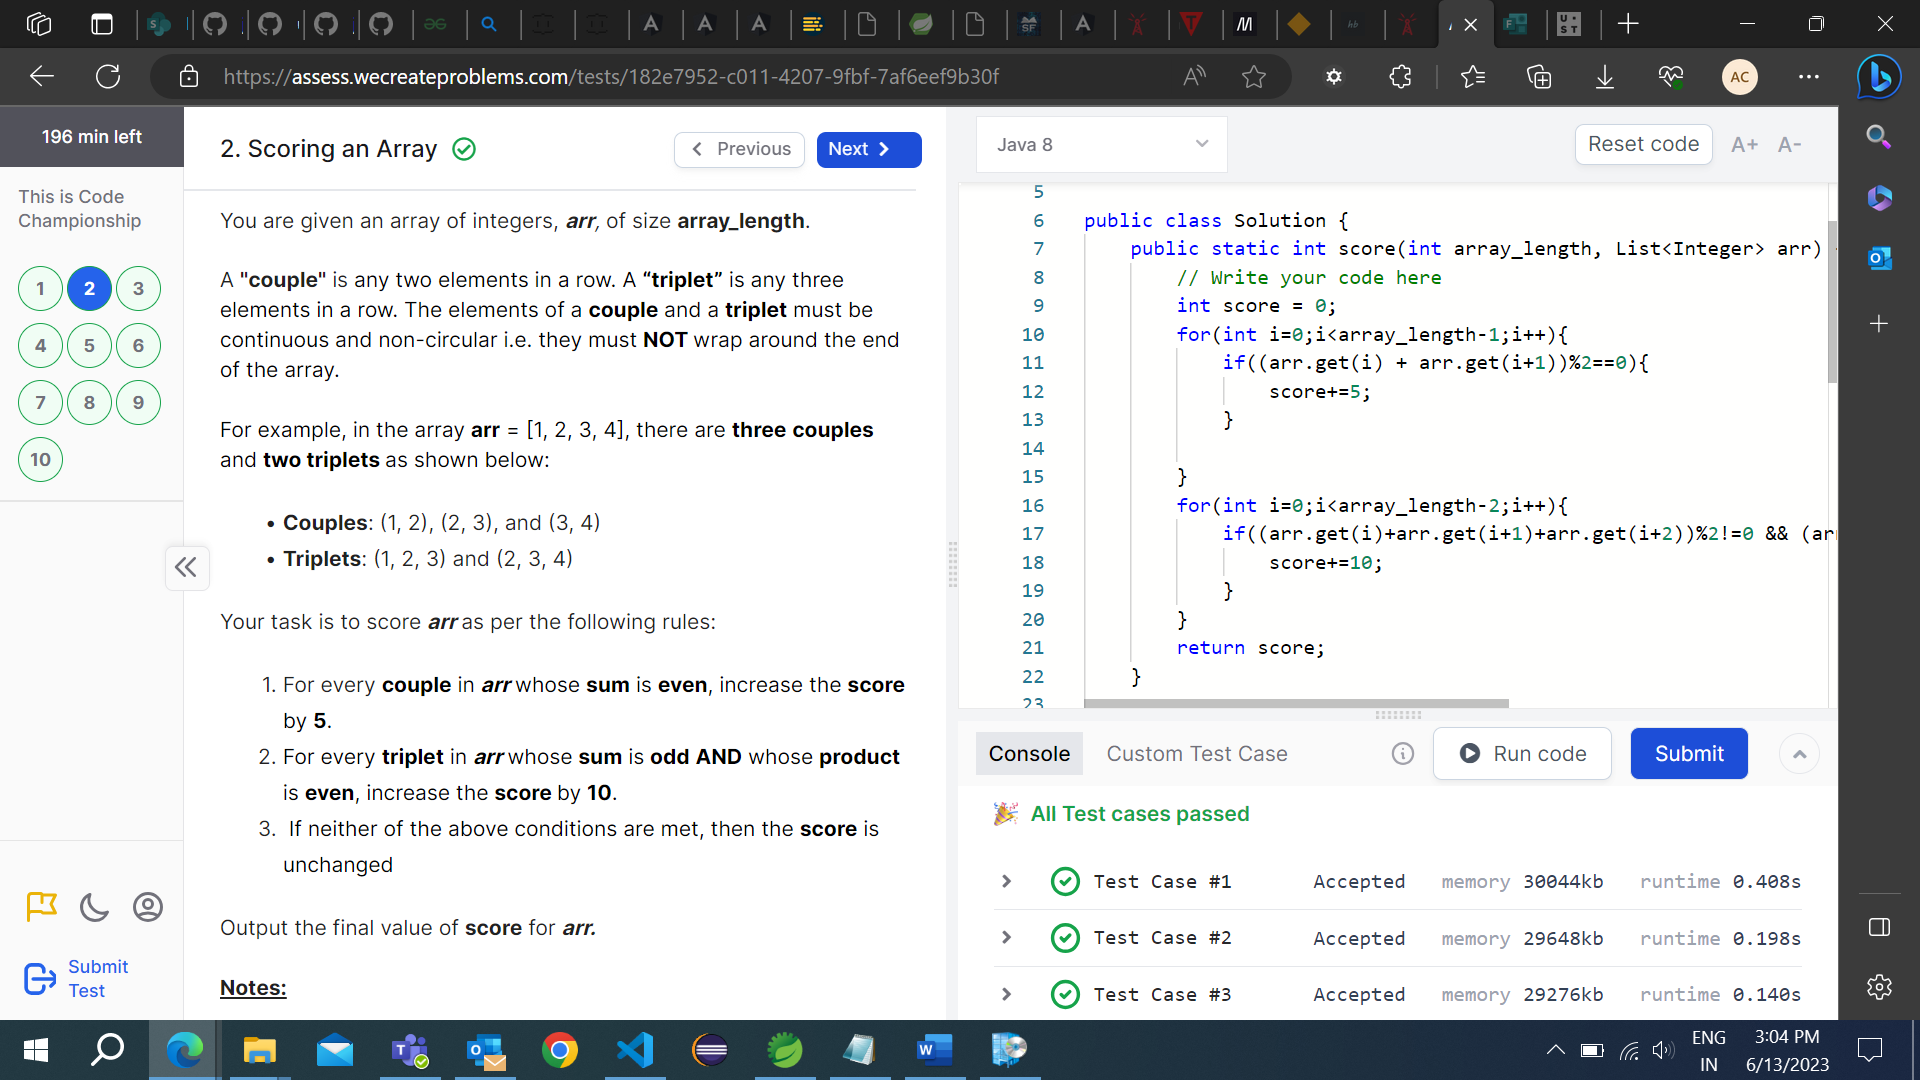 https://assess.wecreateproblems.com/tests/182e7952-c011-4207-9fbf-7af6eef9b30f
AC
196 min left
This is Code
Championship
1 2 3
4 5 6
7 8 9
10
Submit
Test
2. Scoring an Array
Previous
Next
You are given an array of integers, arr, of size array_length.
A "couple" is any two elements in a row. A “triplet” is any three
elements in a row. The elements of a couple and a triplet must be
continuous and non-circular i.e. they must NOT wrap around the end
of the array.
For example, in the array arr = [1, 2, 3, 4], there are three couples
and two triplets as shown below:
• Couples: (1, 2), (2, 3), and (3, 4)
• Triplets: (1, 2, 3) and (2, 3, 4)
Your task is to score arr as per the following rules:
1. For every couple in arr whose sum is even, increase the score
by 5.
2. For every triplet in arr whose sum is odd AND whose product
is even, increase the score by 10.
3. If neither of the above conditions are met, then the score is
unchanged
Output the final value of score for arr.
Notes:
Java 8
Reset code
A+ A-
5
6 public class Solution {
7 public static int score(int array_length, List<Integer> arr)
8 // Write your code here
9 int score = 0;
10 for(int i=0;i<array_length-1;i++){
11 if((arr.get(i) + arr.get(i+1))%2==0){
12 score+=5;
13 }
14
15 }
16 for(int i=0;i<array_length-2;i++){
17 if((arr.get(i)+arr.get(i+1)+arr.get(i+2))%2!=0 && (ar
18 score+=10;
19 }
20 }
21 return score;
22 }
23
Console
Custom Test Case
Run code
Submit
All Test cases passed
Test Case #1 Accepted memory 30044kb runtime 0.408s
Test Case #2 Accepted memory 29648kb runtime 0.198s
Test Case #3 Accepted memory 29276kb runtime 0.140s
ENG
IN
3:04 PM
6/13/2023